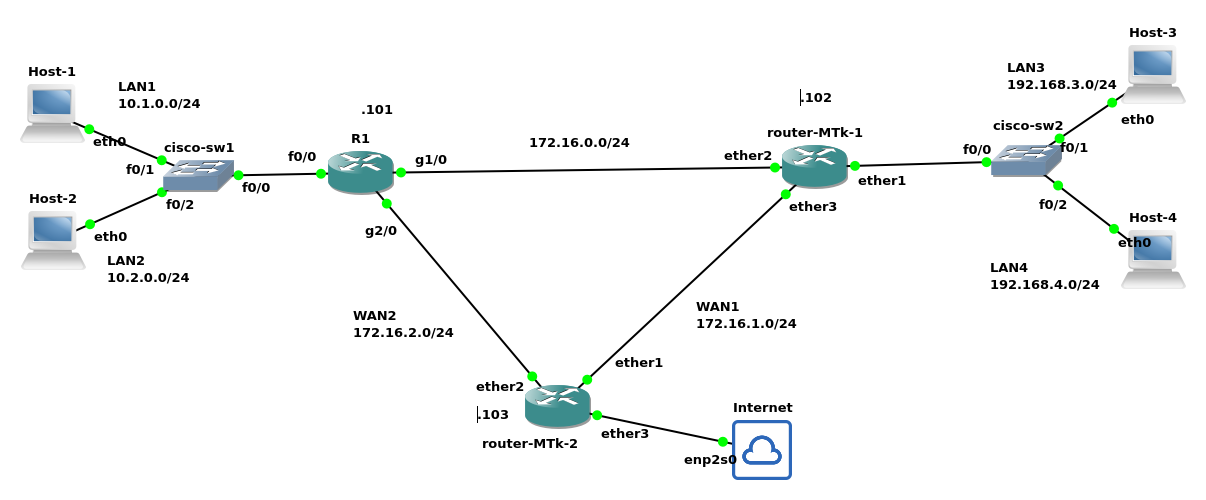 Host-1
LAN1
10.1.0.0/24
eth0
cisco-sw1
f0/1
f0/0
f0/2
Host-2
eth0
LAN2
10.2.0.0/24
.101
R1
f0/0
g1/0
g2/0
172.16.0.0/24
.102
router-MTk-1
ether2
ether1
ether3
Host-3
LAN3
192.168.3.0/24
eth0
cisco-sw2
f0/0
f0/1
f0/2
Host-4
eth0
LAN4
192.168.4.0/24
WAN2
172.16.2.0/24
WAN1
172.16.1.0/24
ether1
ether2
.103
router-MTk-2
ether3
Internet
enp2s0